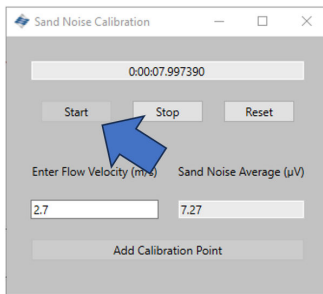 Sand Noise Calibration
0:00:07.997390
Start Stop Reset
Enter Flow Velocity (m/s) Sand Noise Average (µV)
2.7 7.27
Add Calibration Point